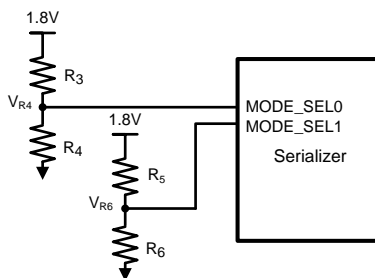 1.8V
R3
VR4
MODE_SEL0
R4
1.8V
MODE_SEL1
Serializer
R5
VR6
R6